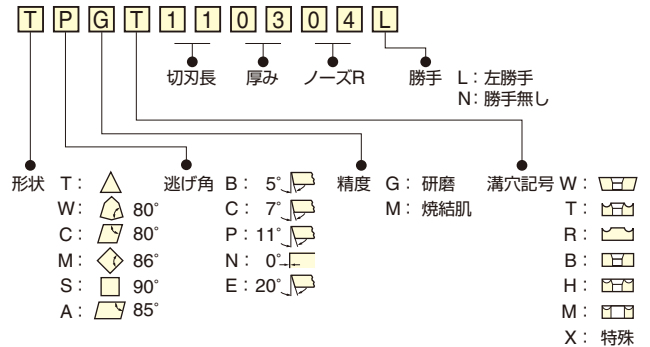 T P G T 1 1 0 3 0 4 L
切刃長 厚み ノーズR 勝手 L：左勝手
N：勝手無し
形状 T： 逃げ角 B： 5° 精度 G： 研磨 溝穴記号 W：
W： 80° C： 7° M： 焼結肌 T：
C： 80° P：11° R：
M： 86° N： 0° B：
S： 90° E：20° H：
A： 85° M：
X： 特殊